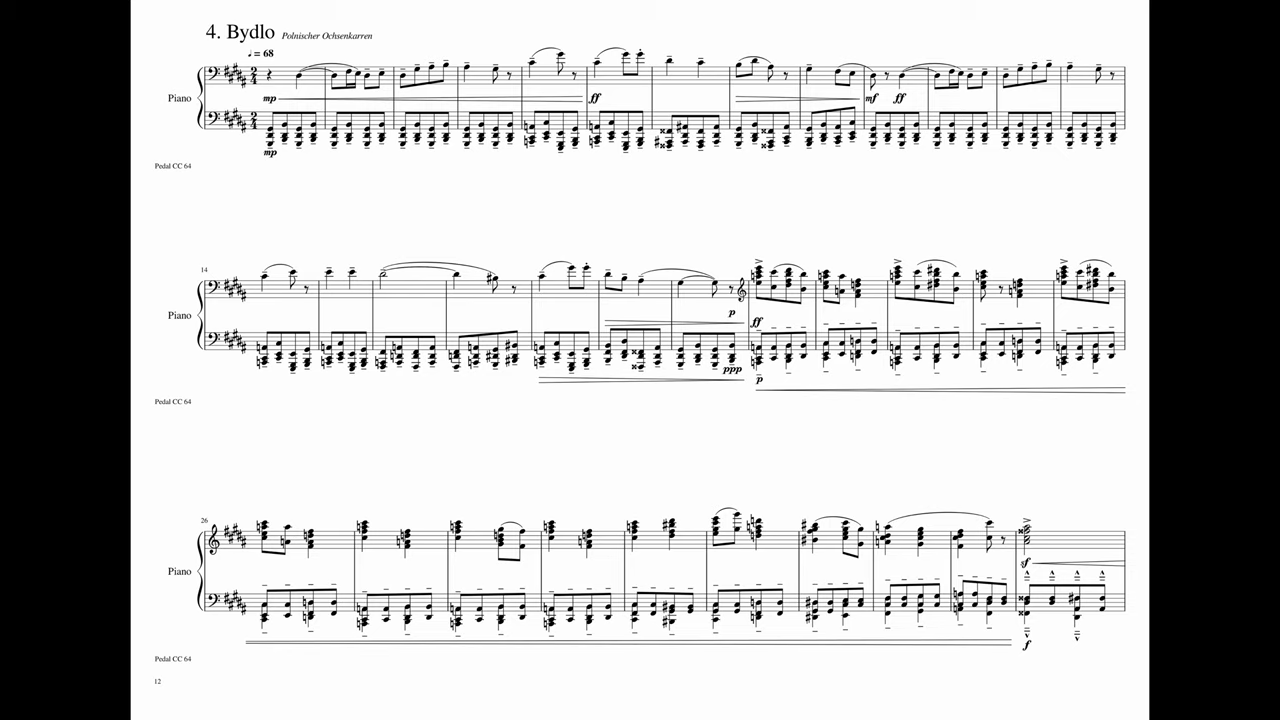 4. Bydlo Polnischer Ochsenkarren
♩ = 68
Piano
mp ff mf ff
mp
Pedal CC 64
14
Piano
p ff
ppp p
Pedal CC 64
26
Piano
sf
f
Pedal CC 64
12